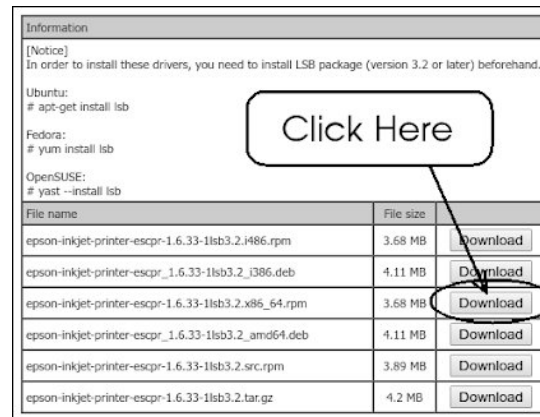 Information
[Notice]
In order to install these drivers, you need to install LSB package (version 3.2 or later) beforehand.
Ubuntu:
# apt-get install lsb
Fedora:
# yum install lsb
OpenSUSE:
# yast --install lsb
Click Here
File name File size
epson-inkjet-printer-escpr-1.6.33-1lsb3.2.i486.rpm 3.68 MB Download
epson-inkjet-printer-escpr_1.6.33-1lsb3.2_i386.deb 4.11 MB Download
epson-inkjet-printer-escpr-1.6.33-1lsb3.2.x86_64.rpm 3.68 MB Download
epson-inkjet-printer-escpr_1.6.33-1lsb3.2_amd64.deb 4.11 MB Download
epson-inkjet-printer-escpr-1.6.33-1lsb3.2.src.rpm 3.89 MB Download
epson-inkjet-printer-escpr-1.6.33-1lsb3.2.tar.gz 4.2 MB Download